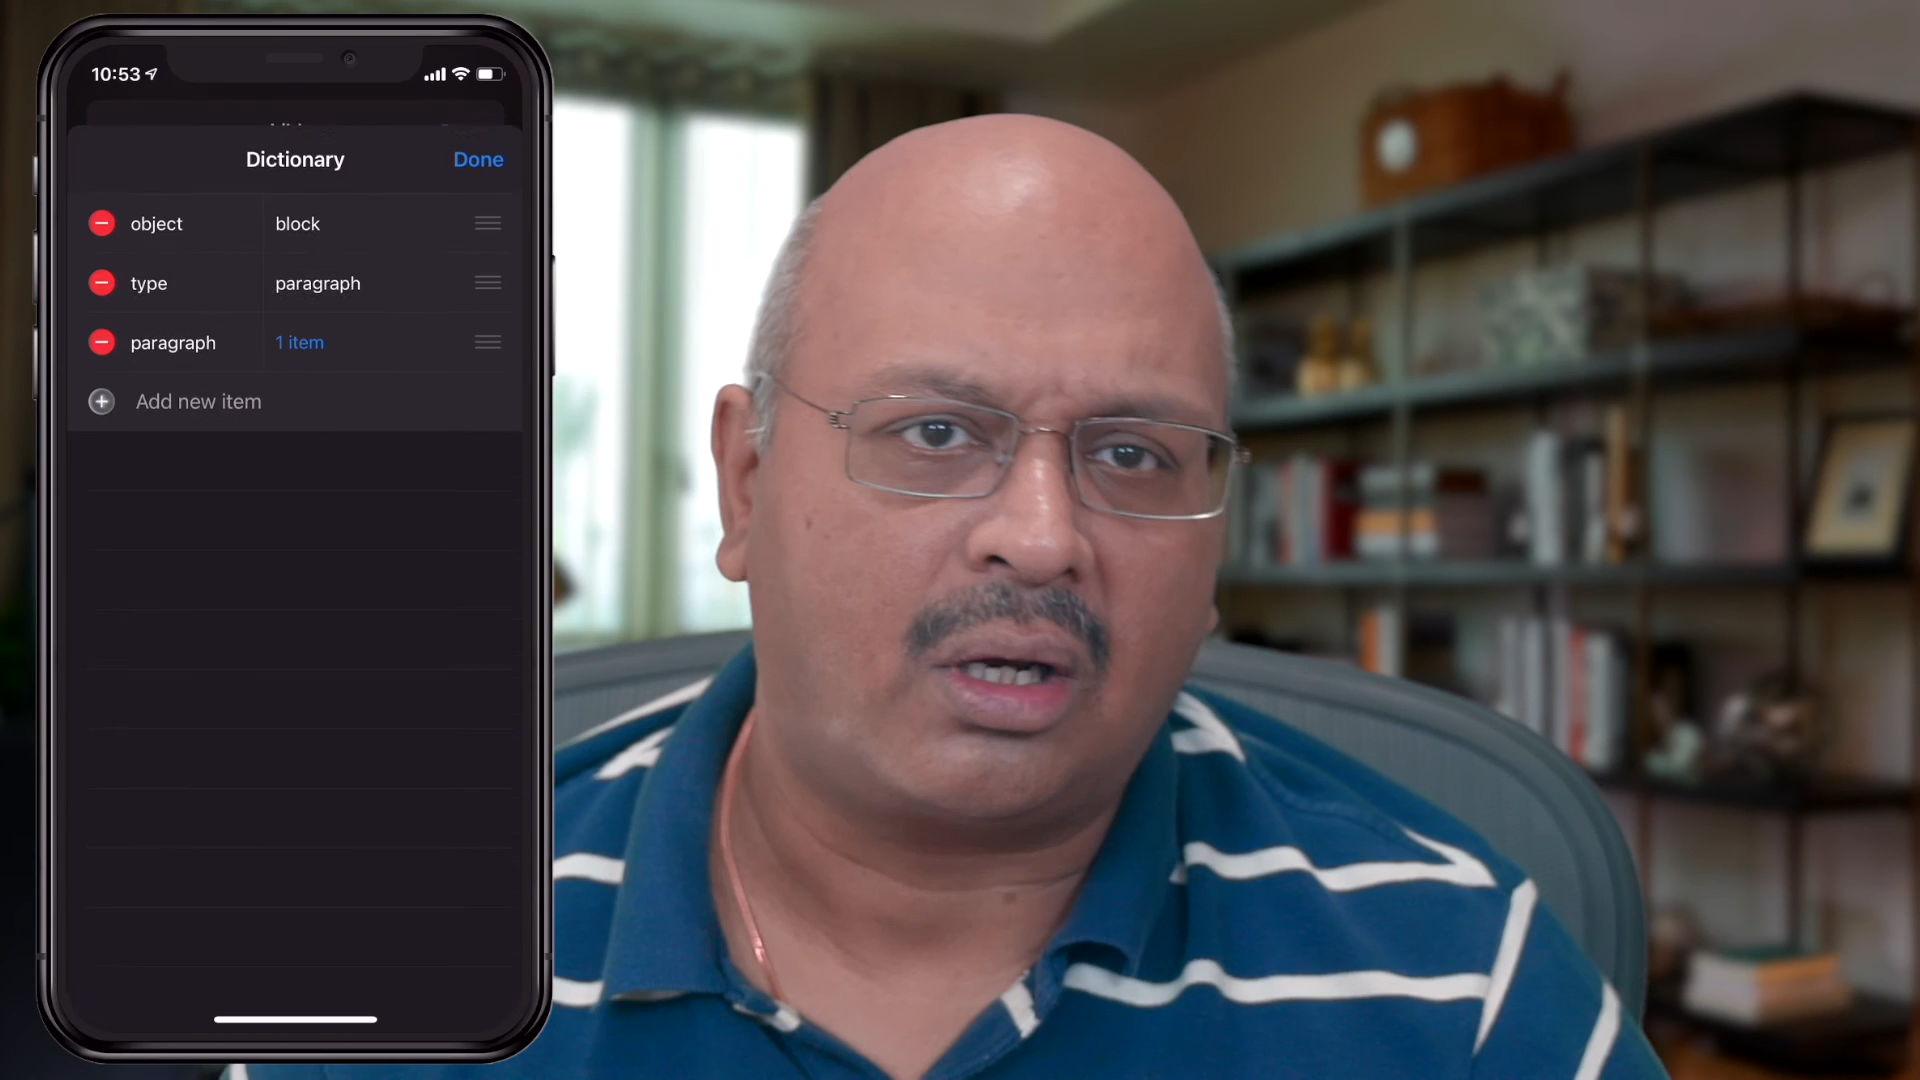 10:53
Dictionary
Done
object
block
type
paragraph
paragraph
1 item
Add new item